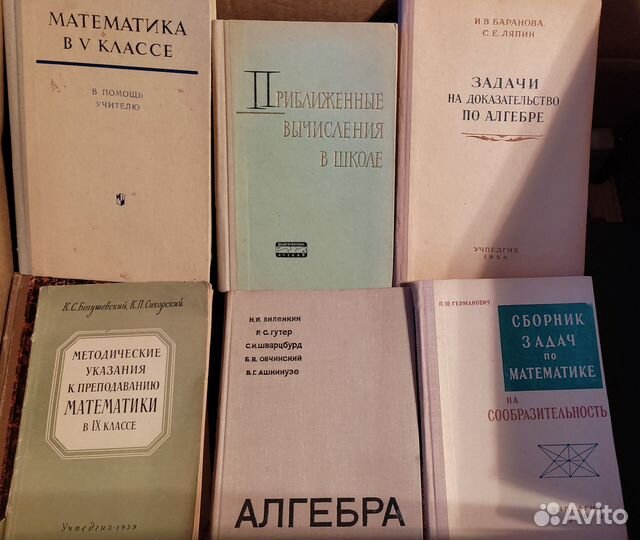 МАТЕМАТИКА
В V КЛАССЕ
В ПОМОЩЬ
УЧИТЕЛЮ
ПРИБЛИЖЕННЫЕ
ВЫЧИСЛЕНИЯ
В ШКОЛЕ
И.В БАРАНОВА,
С.Е.ЛЯПИН
ЗАДАЧИ
НА ДОКАЗАТЕЛЬСТВО
ПО АЛГЕБРЕ
УЧПЕДГИЗ
1954
К.С.Богушевский, К.П.Сикорский
МЕТОДИЧЕСКИЕ
УКАЗАНИЯ
К ПРЕПОДАВАНИЮ
МАТЕМАТИКИ
В IX КЛАССЕ
Учпедгиз-1959
Н.Я. ВИЛЕНКИН
Р.С. ГУТЕР
С.И.ШВАРЦБУРД
Б.В. ОВЧИНСКИЙ
В.Г. АШКИНУЗЕ
АЛГЕБРА
П.Ю.ГЕРМАНОВИЧ
СБОРНИК
ЗАДАЧ ПО
МАТЕМАТИКЕ
НА
СООБРАЗИТЕЛЬНОСТЬ
Avito